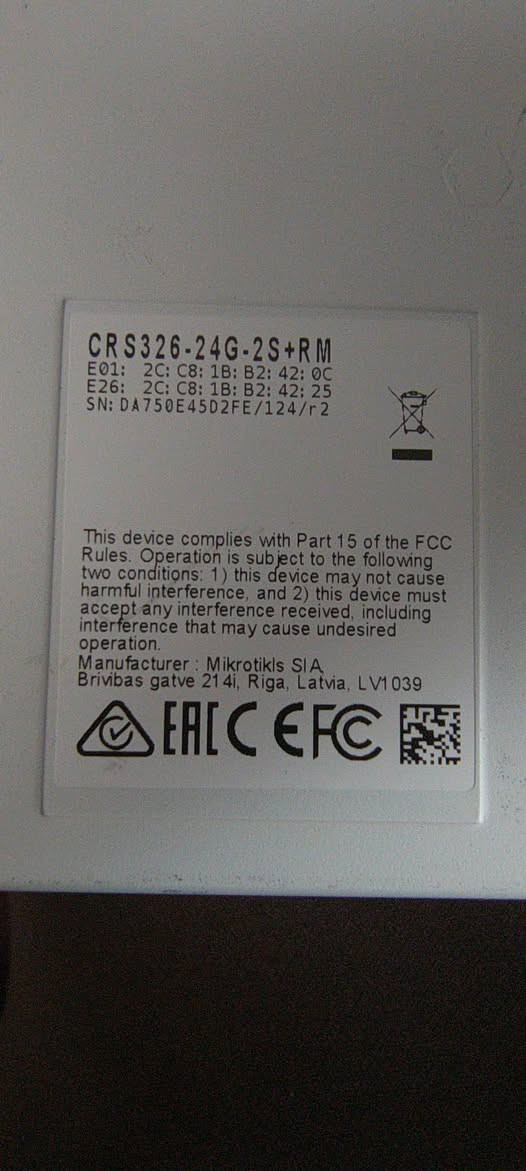 CRS326-24G-2S+RM
E01: 2C: C8: 1B: B2: 42: 0C
E26: 2C: C8: 1B: B2: 42: 25
SN: DA750E45D2FE/124/r2
This device complies with Part 15 of the FCC
Rules. Operation is subject to the following
two conditions: 1) this device may not cause
harmful interference, and 2) this device must
accept any interference received, including
interference that may cause undesired
operation.
Manufacturer : Mikrotikls SIA,
Brivibas gatve 214i, Riga, Latvia, LV1039
EAC CE FC